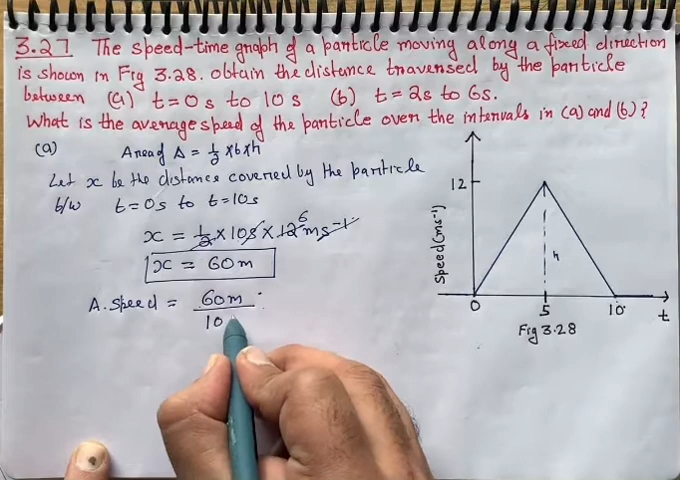 3.27 The speed-time graph of a particle moving along a fixed direction
is shown in Fig 3.28. obtain the distance traversed by the particle
between (a) t=0 s to 10 s (b) t=2s to 6s.
What is the average speed of the particle over the intervals in (a) and (b)?
(a) Area of Δ = 1/2 × b × h
Let x be the distance covered by the particle
b/w t=0s to t=10s
x = 1/2 × 10s × 12 6 ms⁻¹
x = 60m
A. speed = 60m / 10
Speed (ms⁻¹)
12
h
0 5 10 t
Fig 3.28